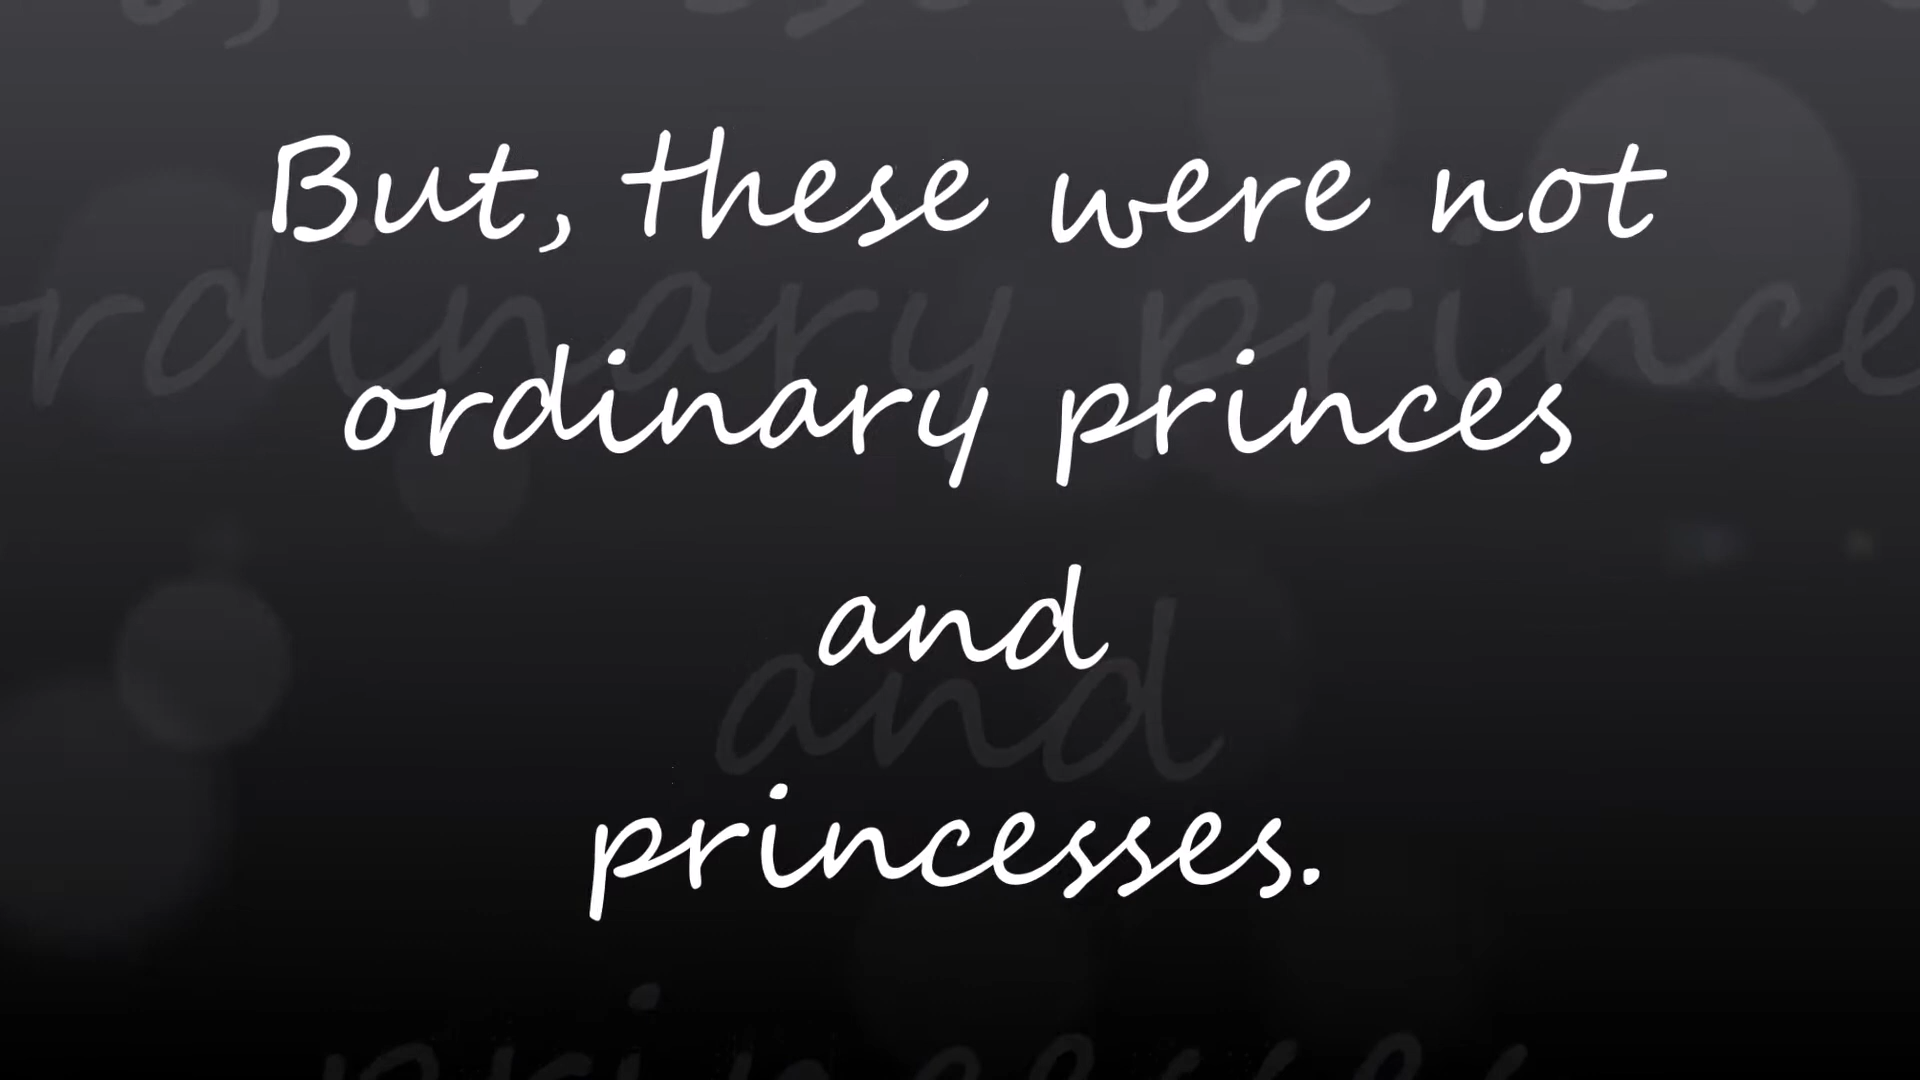 But, these were not
ordinary princes
and
princesses.